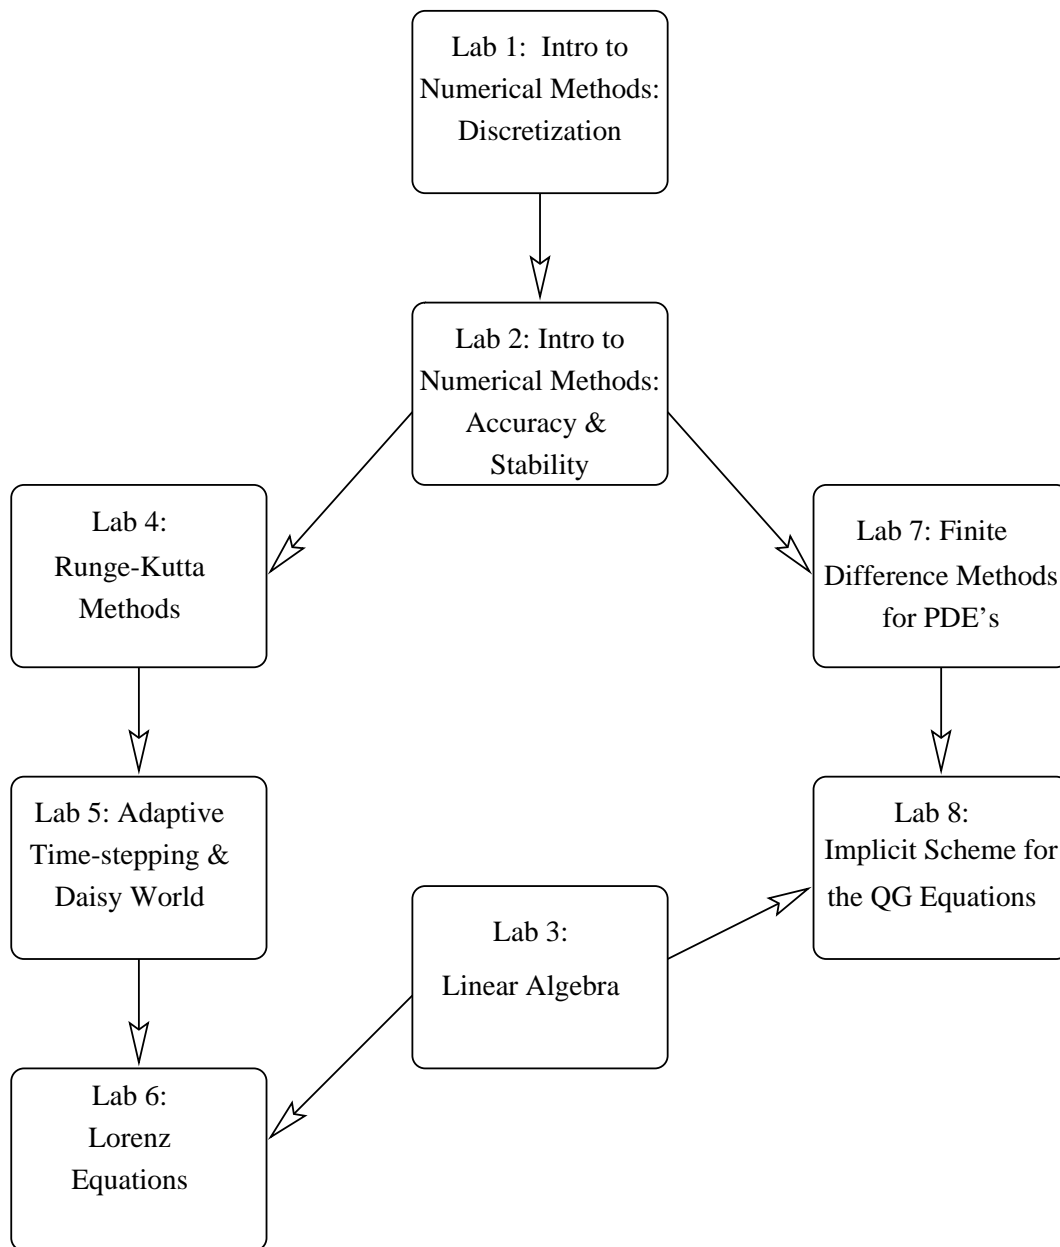 Lab 1:  Intro to
Numerical Methods:
Discretization
Lab 2: Intro to
Numerical Methods:
Accuracy &
Stability
Lab 4:
Runge-Kutta
Methods
Lab 7: Finite
Difference Methods
for PDE’s
Lab 5: Adaptive
Time-stepping &
Daisy World
Lab 8:
Implicit Scheme for
the QG Equations
Lab 3:
Linear Algebra
Lab 6:
Lorenz
Equations